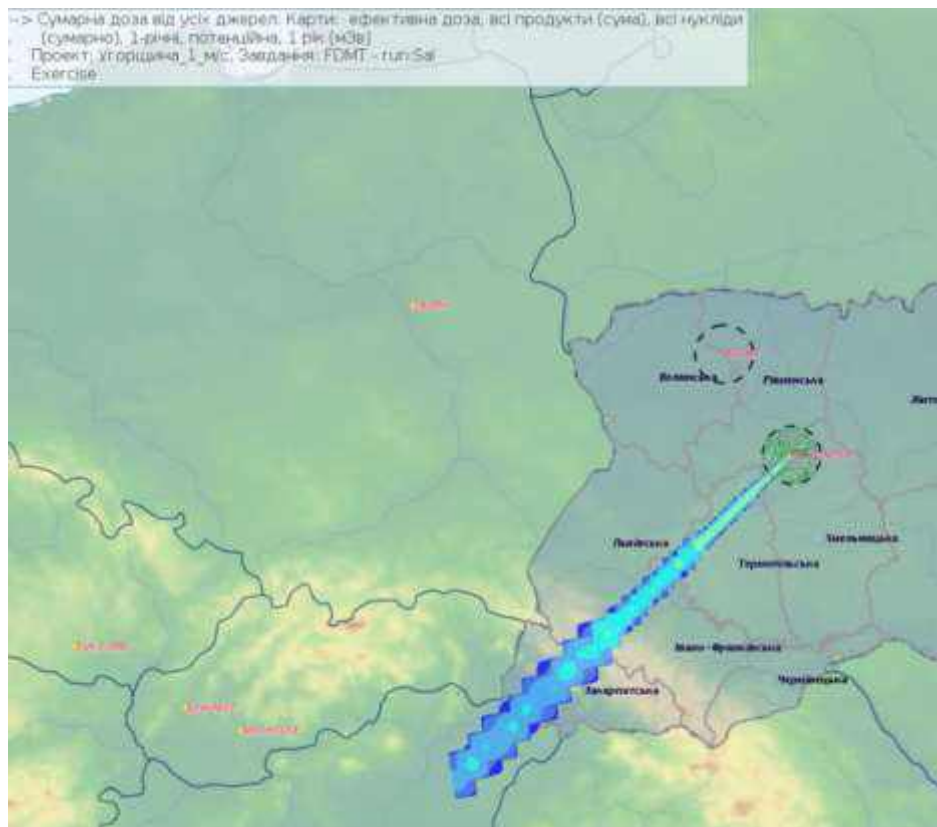 --> Сумарна доза від усіх джерел. Карти: ефективна доза, всі продукти (сума), всі нукліди
(сумарно), 1-річні, потенційна, 1 рік (мЗв)
Проект: Угорщина_1_м/с, Завдання: FDMT - run:Sal
Exercise
Волинська
Рівненська
Жито
Львівська
Хмельницька
Тернопільська
Івано-Франківська
Закарпатська
Чернівецька